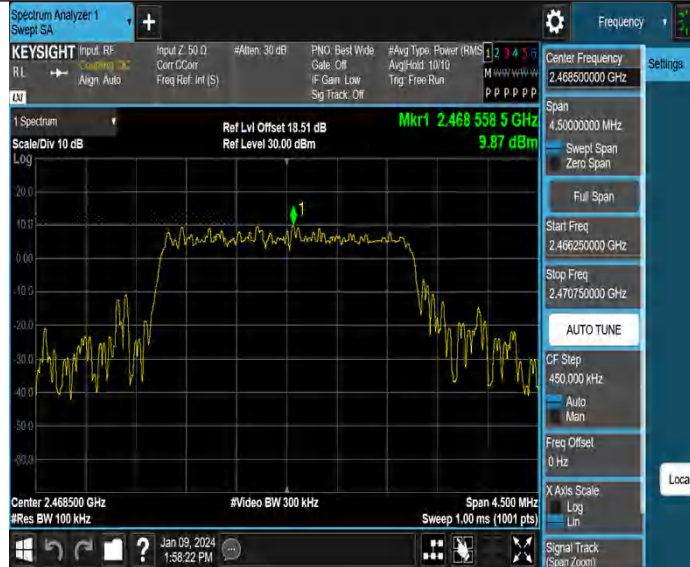 Spectrum Analyzer 1
Swept SA
+
Frequency
KEYSIGHT
RL
LXI
Input: RF
Coupling: DC
Align: Auto
Input Z: 50 Ω
Corr CCorr
Freq Ref: Int (S)
#Atten: 30 dB
PNO: Best Wide
Gate: Off
IF Gain: Low
Sig Track: Off
#Avg Type: Power (RMS
Avg|Hold: 10/10
Trig: Free Run
1 2 3 4 5 6
M W W W W W
P P P P P P
1 Spectrum
Scale/Div 10 dB
Log
Ref Lvl Offset 18.51 dB
Ref Level 30.00 dBm
Mkr1 2.468 558 5 GHz
9.87 dBm
1
20.0
10.0
0.00
-10.0
-20.0
-30.0
-40.0
-50.0
-60.0
Center 2.468500 GHz
#Res BW 100 kHz
#Video BW 300 kHz
Span 4.500 MHz
Sweep 1.00 ms (1001 pts)
Jan 09, 2024
1:58:22 PM
?
Center Frequency
2.468500000 GHz
Span
4.50000000 MHz
Swept Span
Zero Span
Full Span
Start Freq
2.466250000 GHz
Stop Freq
2.470750000 GHz
AUTO TUNE
CF Step
450.000 kHz
Auto
Man
Freq Offset
0 Hz
X Axis Scale
Log
Lin
Signal Track
(Span Zoom)
Settings
Loca